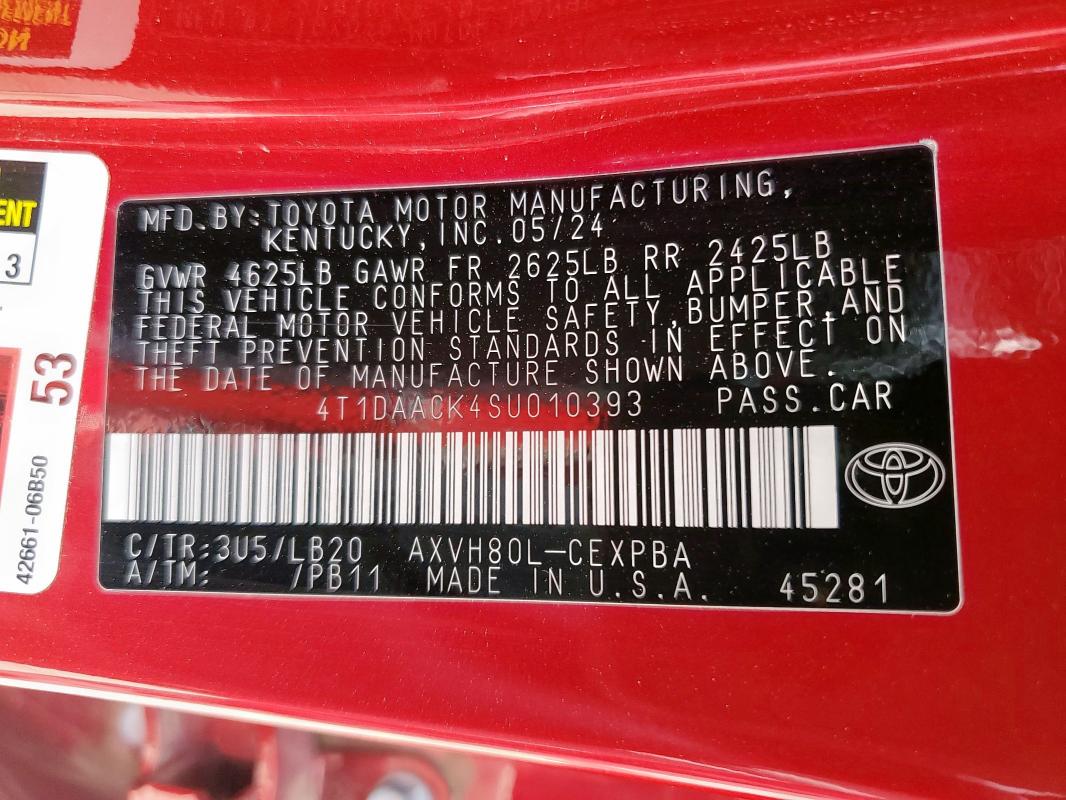 MFD.BY:TOYOTA MOTOR MANUFACTURING,
KENTUCKY,INC.05/24
GVWR 4625LB GAWR FR 2625LB RR 2425LB
THIS VEHICLE CONFORMS TO ALL APPLICABLE
FEDERAL MOTOR VEHICLE SAFETY,BUMPER,AND
THEFT PREVENTION STANDARDS IN EFFECT ON
THE DATE OF MANUFACTURE SHOWN ABOVE.
4T1DAACK4SU010393 PASS.CAR
C/TR:3U5/LB20 AXVH80L-CEXPBA
A/TM: /PB11 MADE IN U.S.A. 45281
3
53
42661-06B50